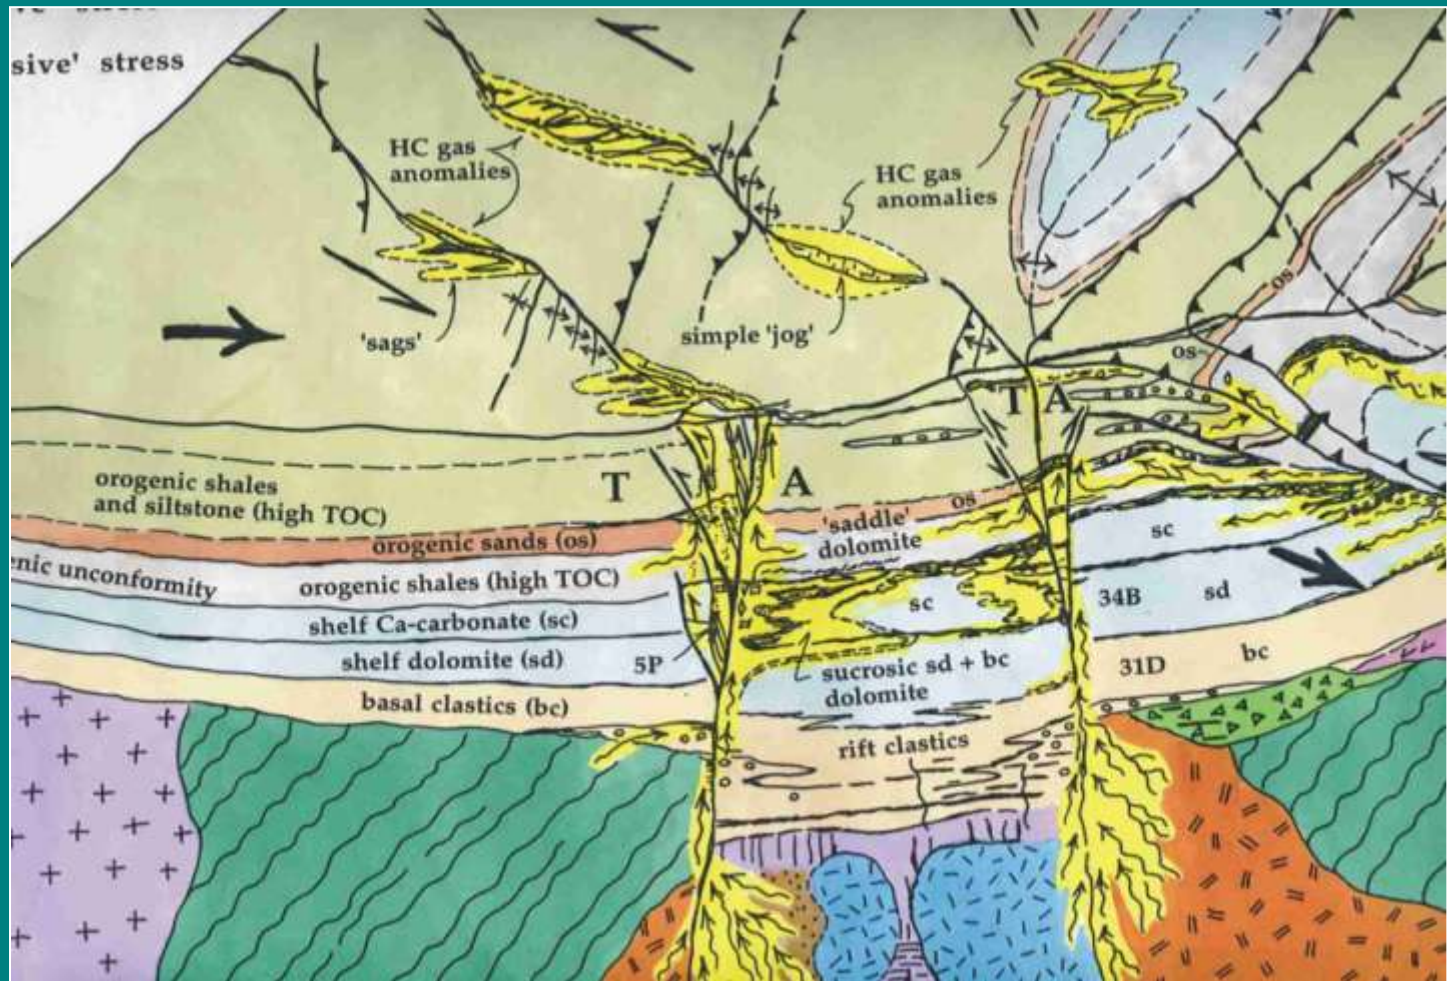 sive' stress
HC gas
anomalies
HC gas
anomalies
'sags'
simple 'jog'
os
os
T A
orogenic shales
and siltstone (high TOC)
T
A
orogenic sands (os)
os
'saddle'
dolomite
sc
enic unconformity
orogenic shales (high TOC)
shelf Ca-carbonate (sc)
sc
34B
sd
shelf dolomite (sd)
5P
sucrosic sd + bc
dolomite
31D
bc
basal clastics (bc)
rift clastics